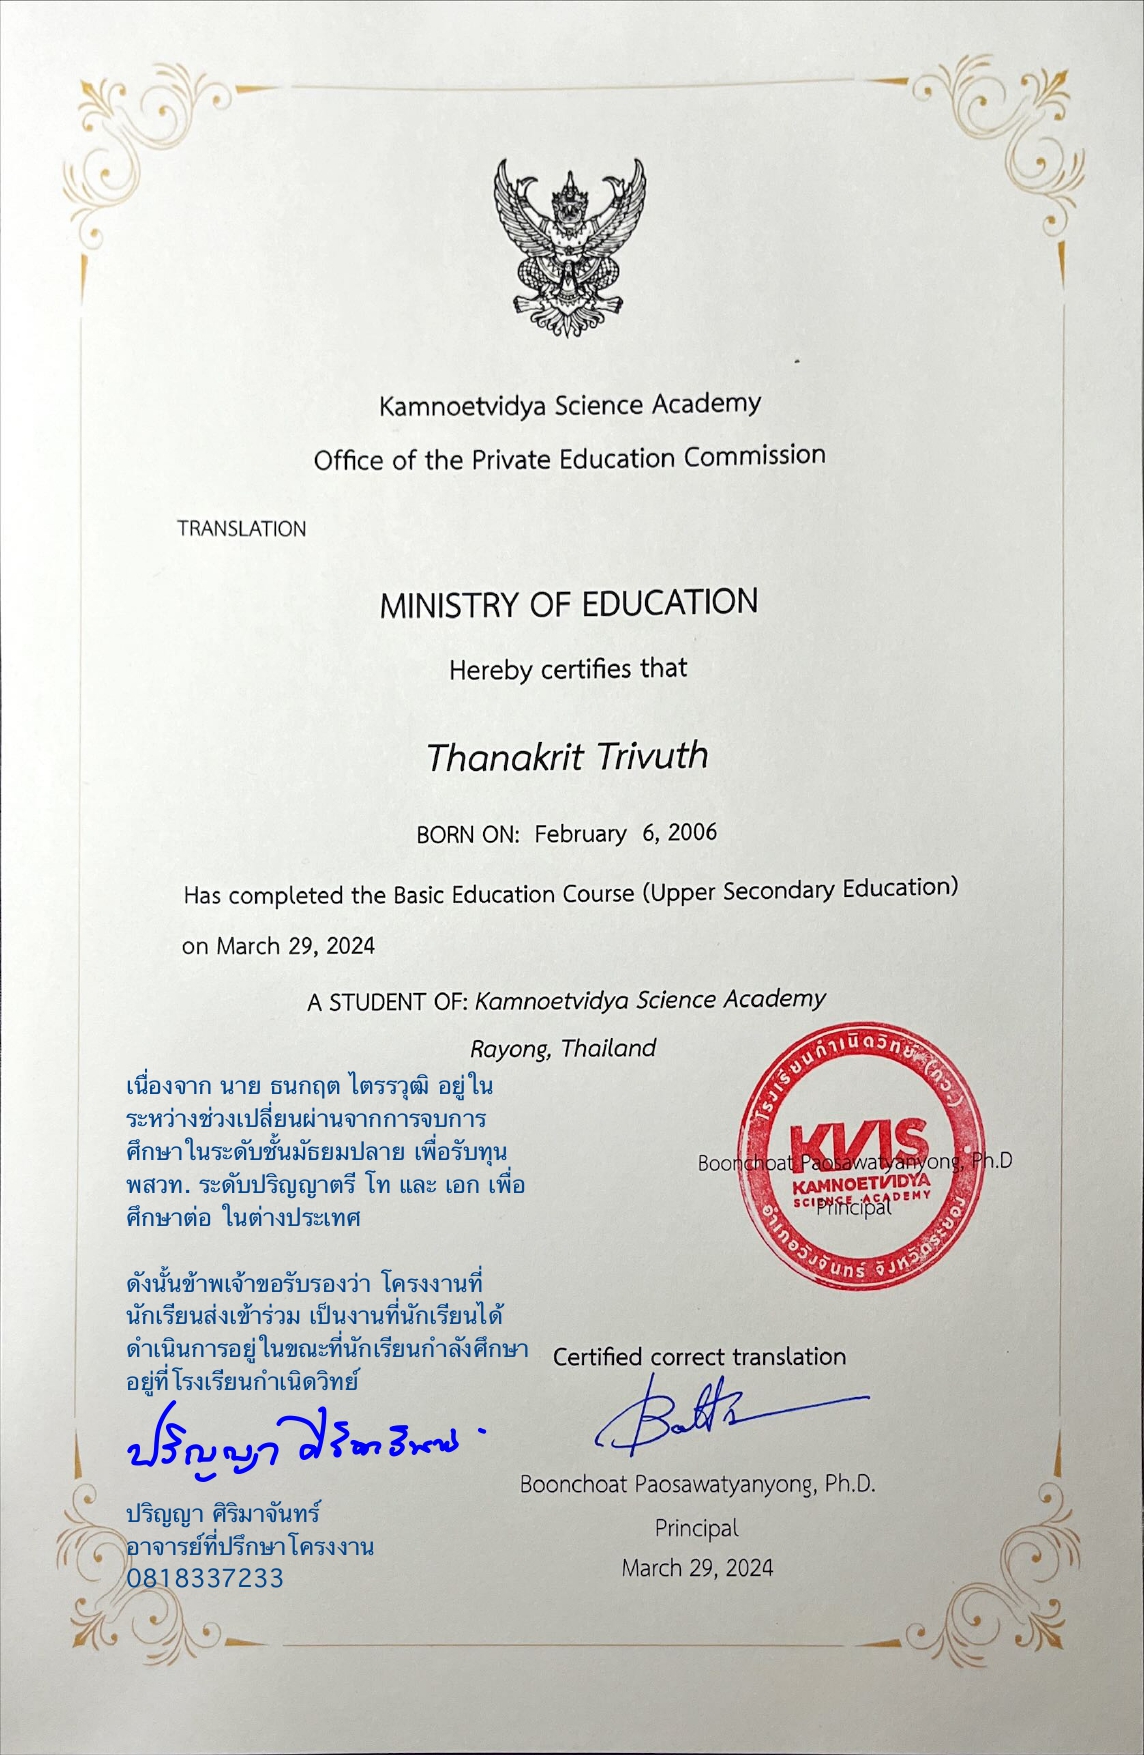 Kamnoetvidya Science Academy
Office of the Private Education Commission
TRANSLATION
MINISTRY OF EDUCATION
Hereby certifies that
Thanakrit Trivuth
BORN ON: February 6, 2006
Has completed the Basic Education Course (Upper Secondary Education)
on March 29, 2024
A STUDENT OF: Kamnoetvidya Science Academy
Rayong, Thailand
เนื่องจาก นาย ธนกฤต ไตรรวุฒิ อยู่ใน
ระหว่างช่วงเปลี่ยนผ่านจากการจบการ
ศึกษาในระดับชั้นมัธยมปลาย เพื่อรับทุน
พสวท. ระดับปริญญาตรี โท และ เอก เพื่อ
ศึกษาต่อ ในต่างประเทศ
ดังนั้นข้าพเจ้าขอรับรองว่า โครงงานที่
นักเรียนส่งเข้าร่วม เป็นงานที่นักเรียนได้
ดำเนินการอยู่ในขณะที่นักเรียนกำลังศึกษา
อยู่ที่โรงเรียนกำเนิดวิทย์
ปริญญา ศิริมาจันทร์
ปริญญา ศิริมาจันทร์
อาจารย์ที่ปรึกษาโครงงาน
0818337233
โรงเรียนกำเนิดวิทย์ (กว.)
KVIS
KAMNOETVIDYA
SCIENCE ACADEMY
อำเภอวังจันทร์ จังหวัดระยอง
Boonchoat Paosawatyanyong, Ph.D
Principal
Certified correct translation
Boonchoat Paosawatyanyong, Ph.D.
Principal
March 29, 2024